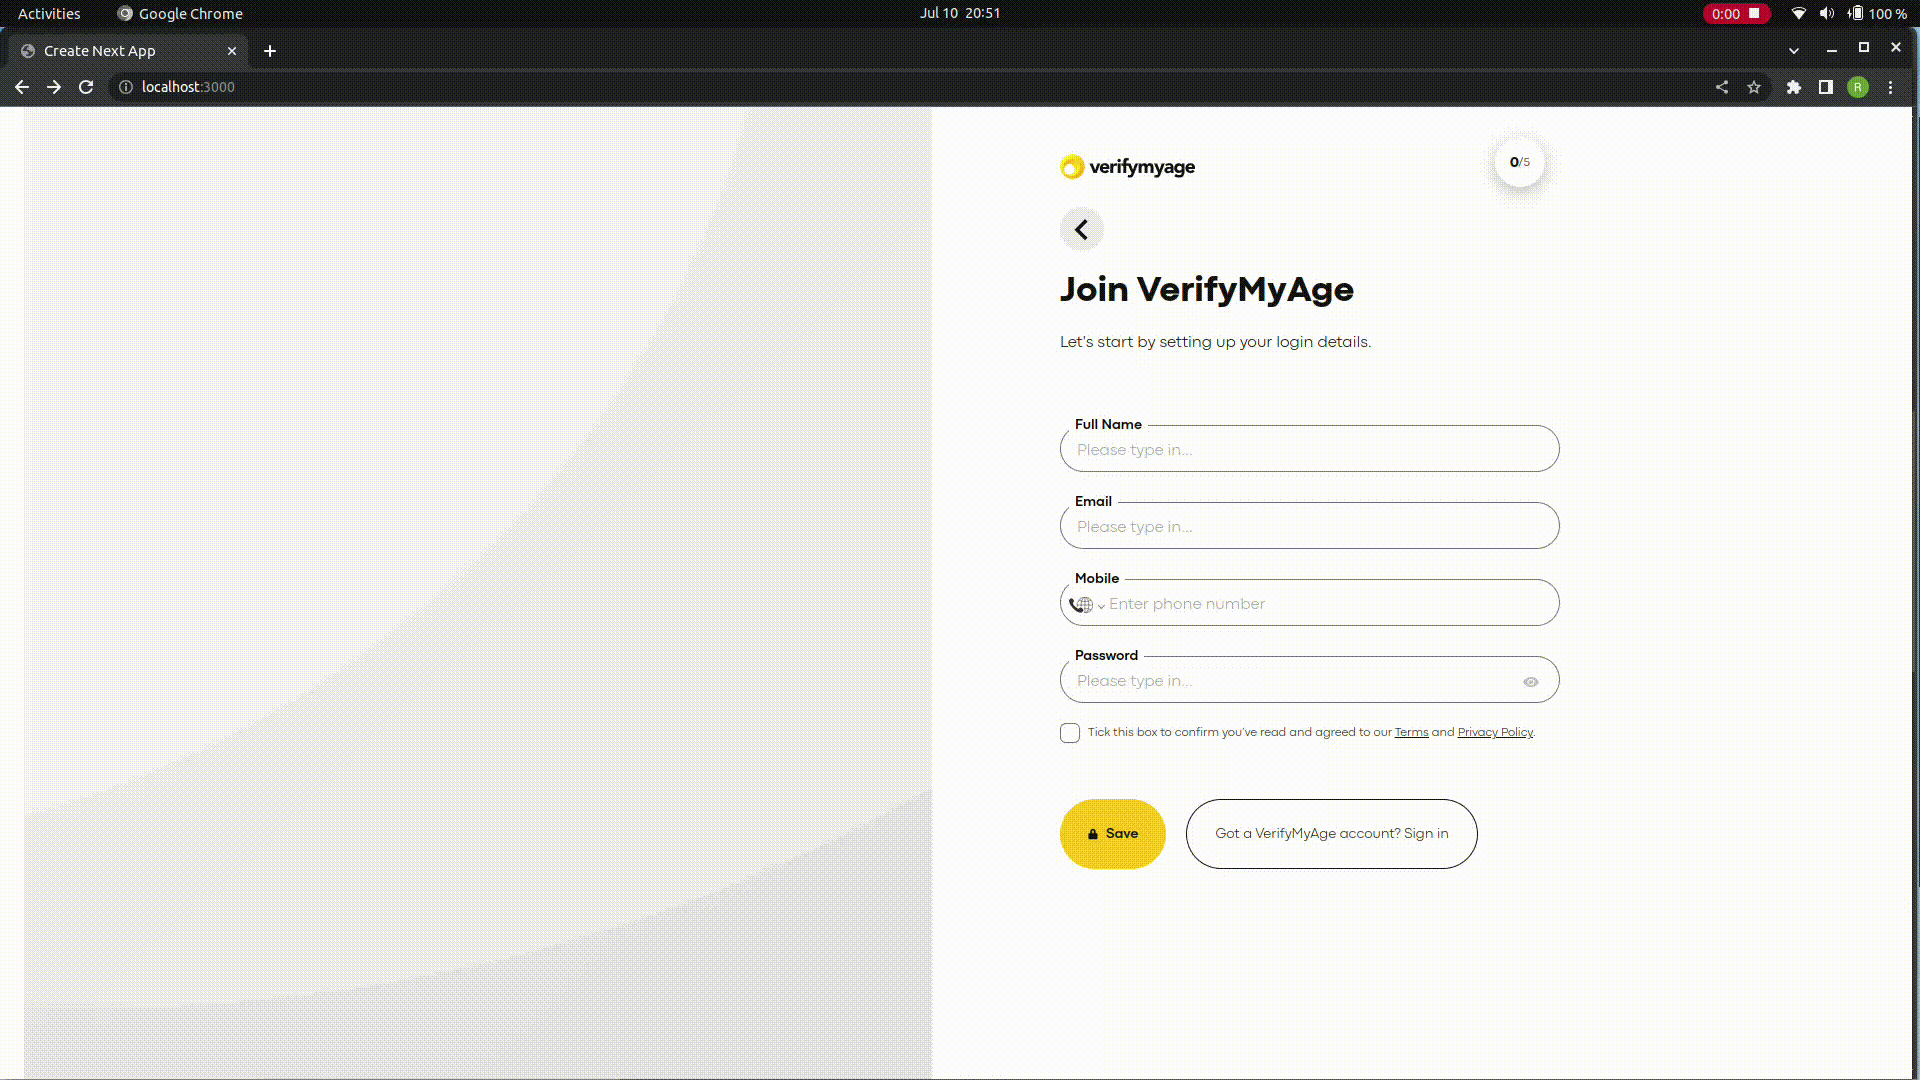 Activities Google Chrome Jul 10 20:51 0:00 100 %
Create Next App
localhost:3000 R
verifymyage 0/5
Join VerifyMyAge
Let's start by setting up your login details.
Full Name
Please type in...
Email
Please type in...
Mobile
Enter phone number
Password
Please type in...
Tick this box to confirm you've read and agreed to our Terms and Privacy Policy.
Save Got a VerifyMyAge account? Sign in